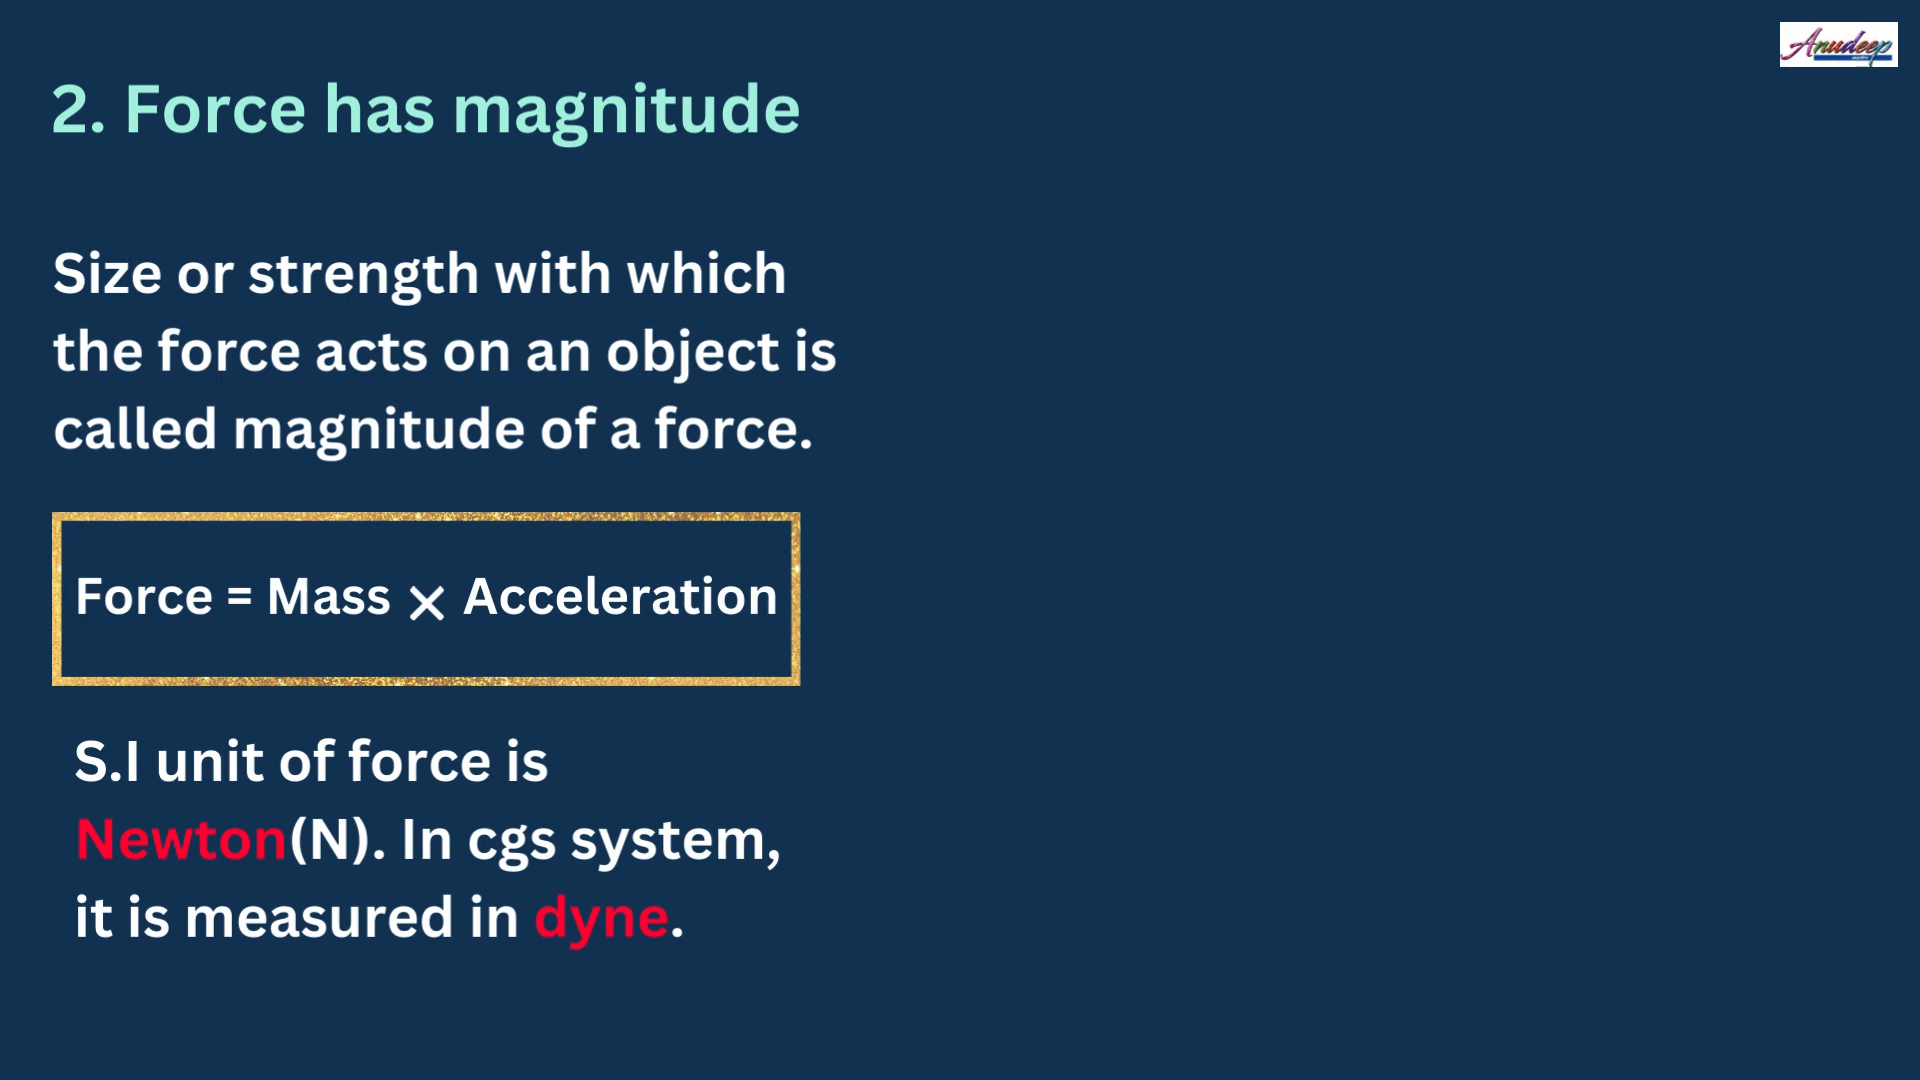 Anudeep
2. Force has magnitude
Size or strength with which
the force acts on an object is
called magnitude of a force.
Force = Mass × Acceleration
S.I unit of force is
Newton(N). In cgs system,
it is measured in dyne.